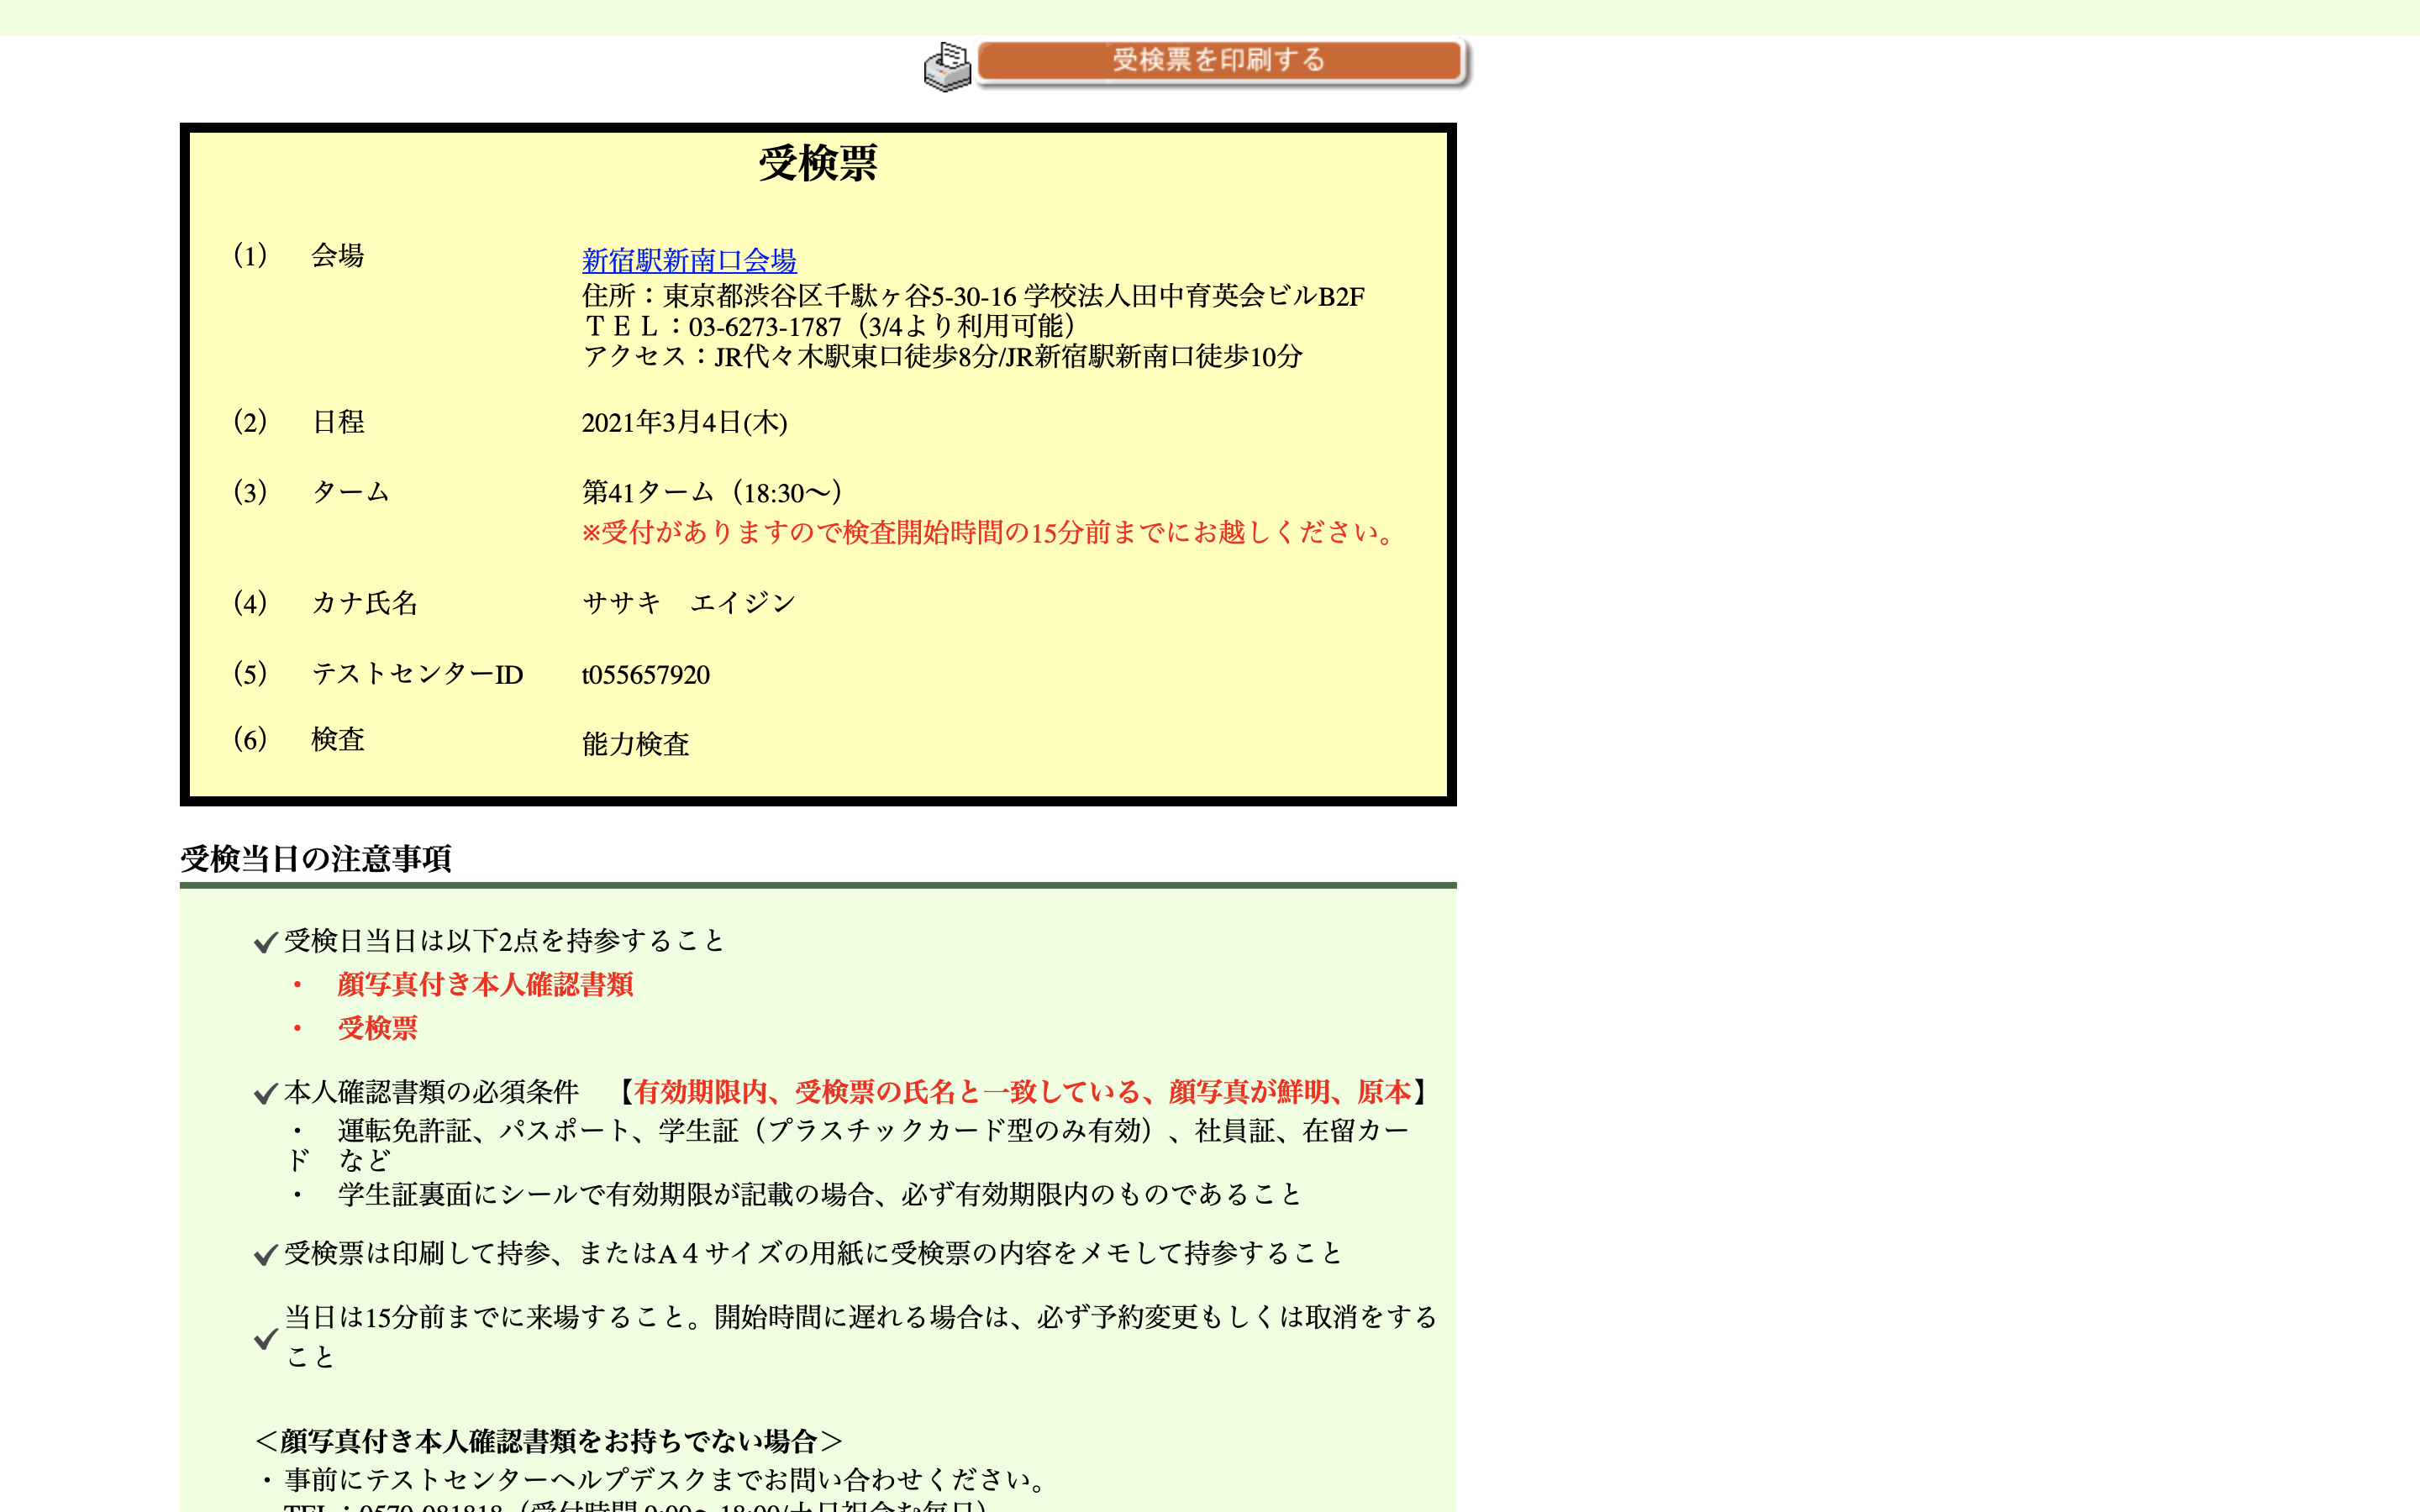 受検票を印刷する
受検票
(1) 会場 新宿駅新南口会場
住所：東京都渋谷区千駄ヶ谷5-30-16 学校法人田中育英会ビルB2F
ＴＥＬ：03-6273-1787（3/4より利用可能）
アクセス：JR代々木駅東口徒歩8分/JR新宿駅新南口徒歩10分
(2) 日程 2021年3月4日(木)
(3) ターム 第41ターム（18:30～）
※受付がありますので検査開始時間の15分前までにお越しください。
(4) カナ氏名 ササキ　エイジン
(5) テストセンターID t055657920
(6) 検査 能力検査
受検当日の注意事項
受検日当日は以下2点を持参すること
・　顔写真付き本人確認書類
・　受検票
本人確認書類の必須条件　【有効期限内、受検票の氏名と一致している、顔写真が鮮明、原本】
・　運転免許証、パスポート、学生証（プラスチックカード型のみ有効）、社員証、在留カー
ド　など
・　学生証裏面にシールで有効期限が記載の場合、必ず有効期限内のものであること
受検票は印刷して持参、またはA４サイズの用紙に受検票の内容をメモして持参すること
当日は15分前までに来場すること。開始時間に遅れる場合は、必ず予約変更もしくは取消をする
こと
＜顔写真付き本人確認書類をお持ちでない場合＞
・事前にテストセンターヘルプデスクまでお問い合わせください。
TEL：0570-081818（受付時間 9:00～18:00/土日祝含む毎日）